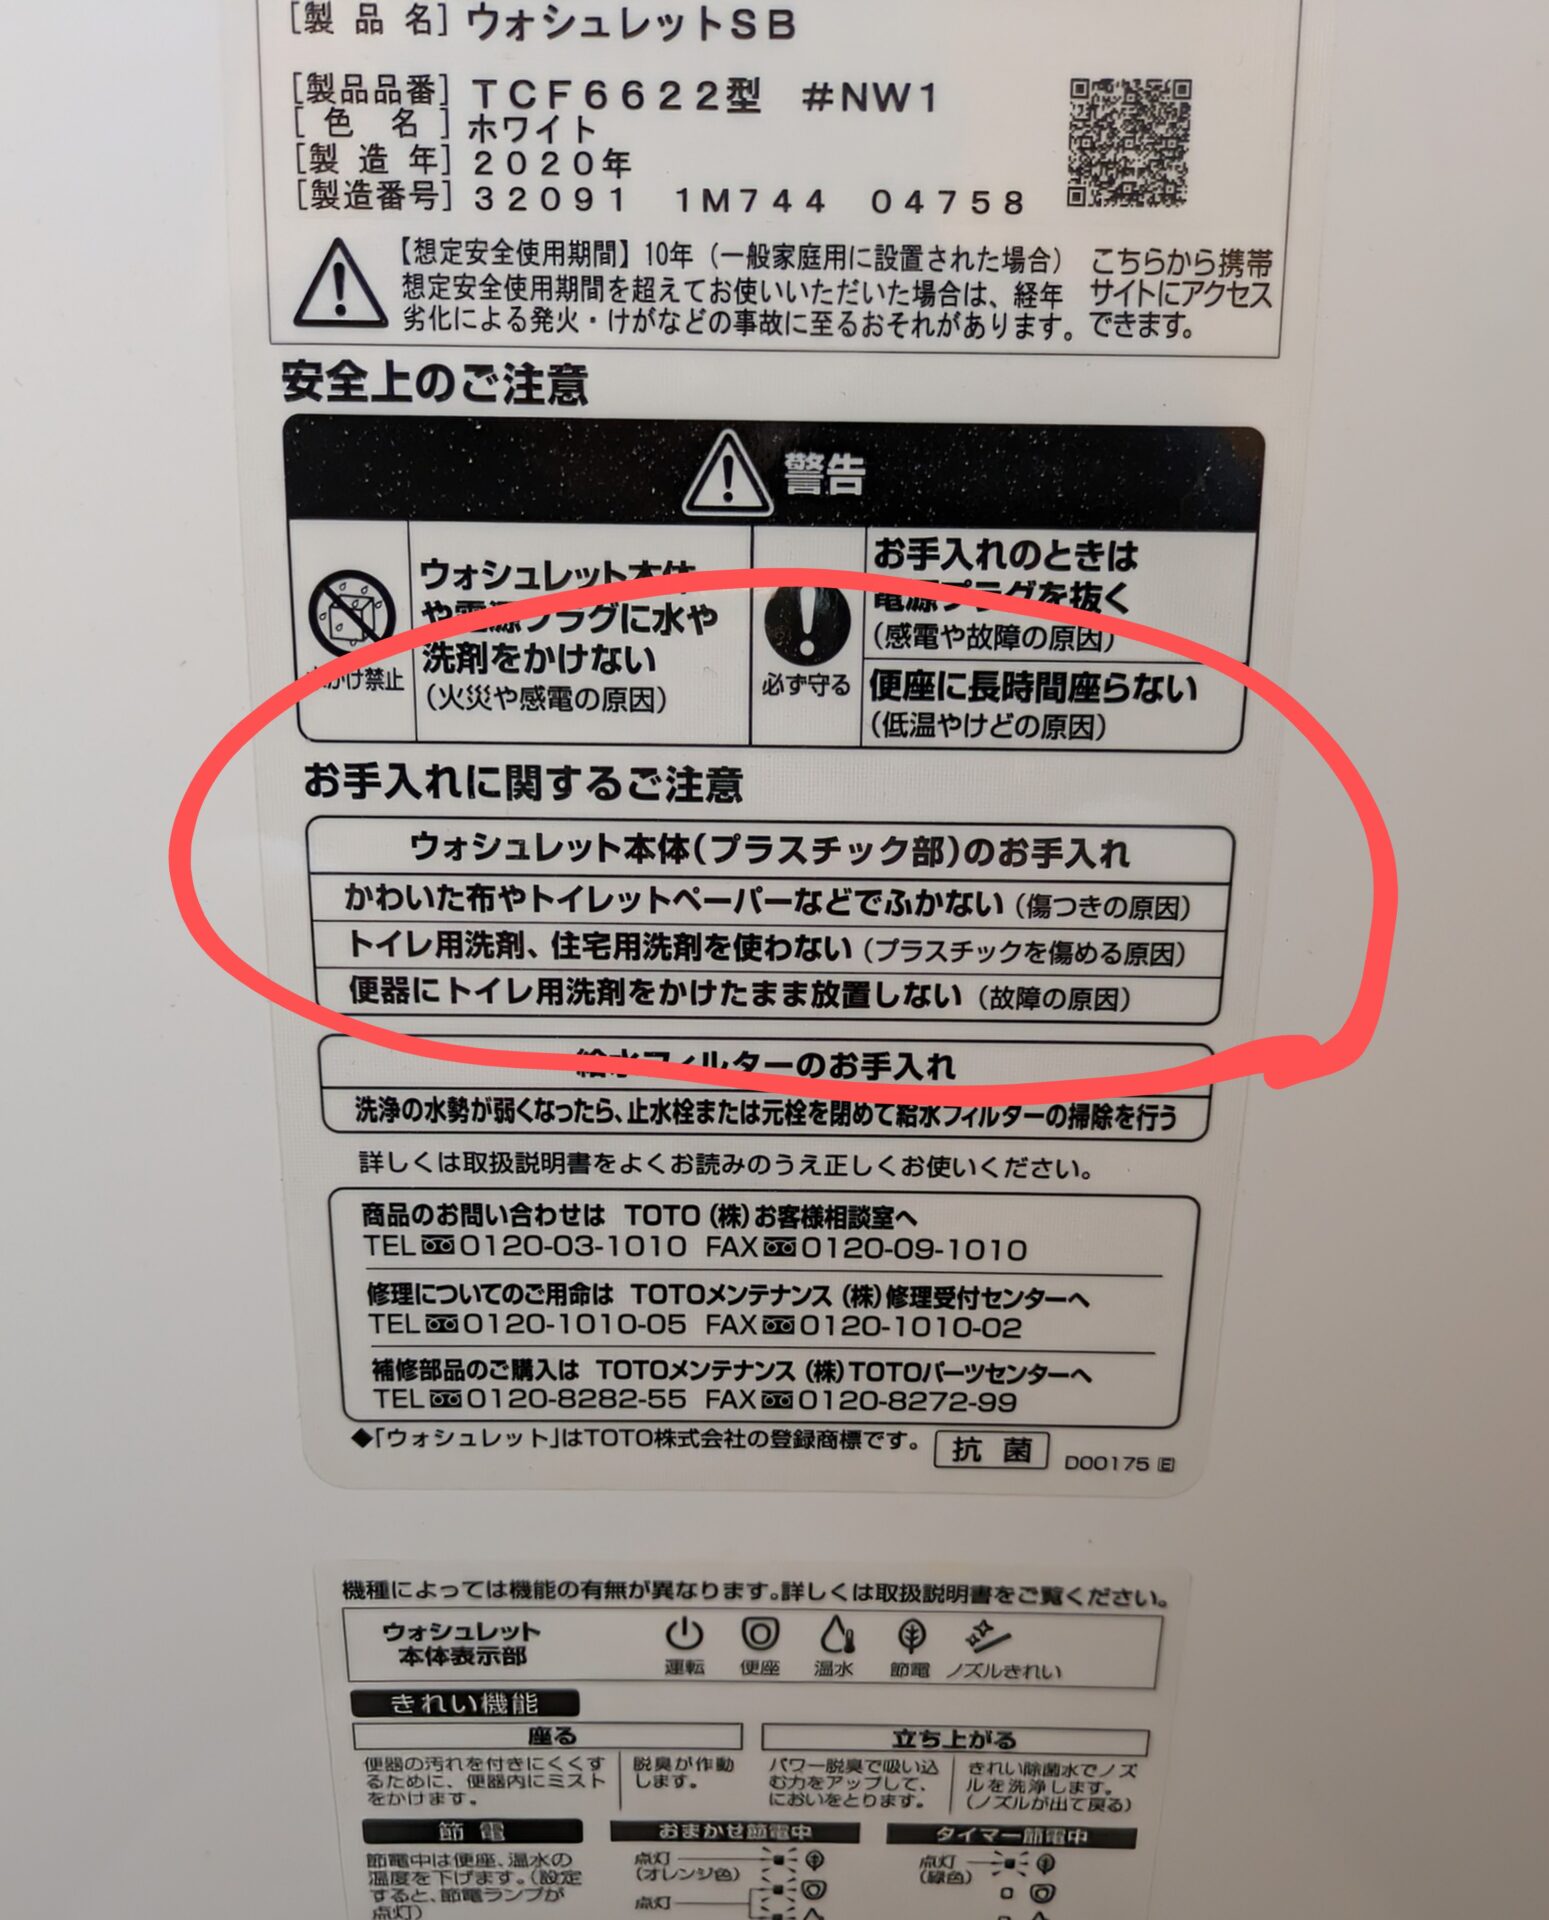 [製品名] ウォシュレットSB
[製品品番] TCF6622型 #NW1
[色名] ホワイト
[製造年] 2020年
[製造番号] 32091 1M744 04758
【想定安全使用期間】10年（一般家庭用に設置された場合）
想定安全使用期間を超えてお使いいただいた場合は、経年
劣化による発火・けがなどの事故に至るおそれがあります。
こちらから携帯
サイトにアクセス
できます。
安全上のご注意
警告
水かけ禁止
ウォシュレット本体
や電源プラグに水や
洗剤をかけない
（火災や感電の原因）
必ず守る
お手入れのときは
電源プラグを抜く
（感電や故障の原因）
便座に長時間座らない
（低温やけどの原因）
お手入れに関するご注意
ウォシュレット本体（プラスチック部）のお手入れ
かわいた布やトイレットペーパーなどでふかない（傷つきの原因）
トイレ用洗剤、住宅用洗剤を使わない（プラスチックを傷める原因）
便器にトイレ用洗剤をかけたまま放置しない（故障の原因）
給水フィルターのお手入れ
洗浄の水勢が弱くなったら、止水栓または元栓を閉めて給水フィルターの掃除を行う
詳しくは取扱説明書をよくお読みのうえ正しくお使いください。
商品のお問い合わせは TOTO（株）お客様相談室へ
TEL 0120-03-1010 FAX 0120-09-1010
修理についてのご用命は TOTOメンテナンス（株）修理受付センターへ
TEL 0120-1010-05 FAX 0120-1010-02
補修部品のご購入は TOTOメンテナンス（株）TOTOパーツセンターへ
TEL 0120-8282-55 FAX 0120-8272-99
◆「ウォシュレット」はTOTO株式会社の登録商標です。 抗菌 D00175 E
機種によっては機能の有無が異なります。詳しくは取扱説明書をご覧ください。
ウォシュレット
本体表示部
運転 便座 温水 節電 ノズルきれい
きれい機能
座る
便器の汚れを付きにくくす
るために、便器内にミスト
をかけます。
脱臭が作動
します。
立ち上がる
パワー脱臭で吸い込
む力をアップして、
においをとります。
きれい除菌水でノズ
ルを洗浄します。
（ノズルが出て戻る）
節電
節電中は便座、温水の
温度を下げます。（設定
すると、節電ランプが
点灯）
おまかせ節電中
点灯
（オレンジ色）
点灯
タイマー節電中
点灯
（緑色）